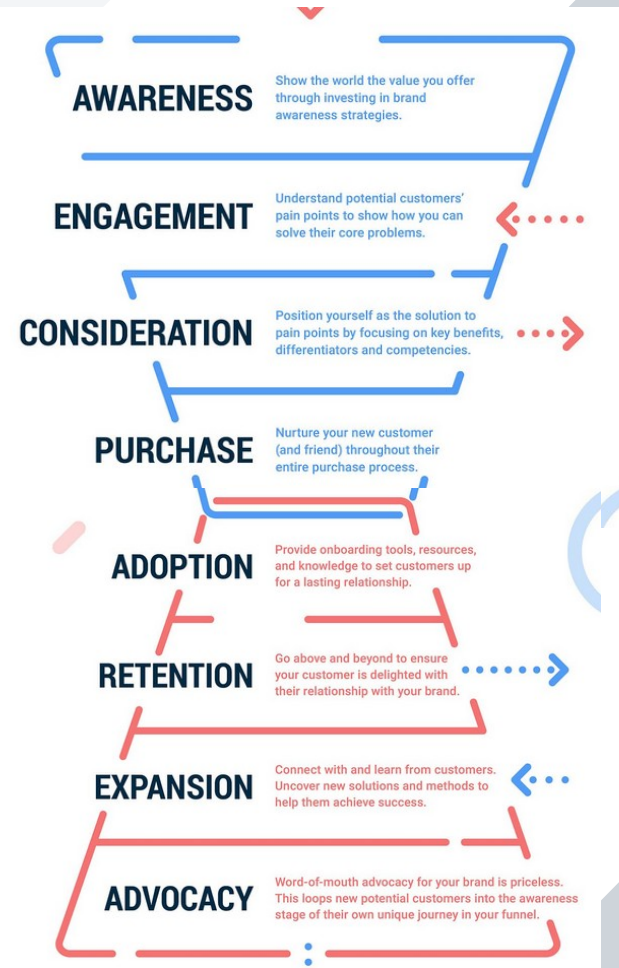 AWARENESS
Show the world the value you offer
through investing in brand
awareness strategies.
ENGAGEMENT
Understand potential customers'
pain points to show how you can
solve their core problems.
CONSIDERATION
Position yourself as the solution to
pain points by focusing on key benefits,
differentiators and competencies.
PURCHASE
Nurture your new customer
(and friend) throughout their
entire purchase process.
ADOPTION
Provide onboarding tools, resources,
and knowledge to set customers up
for a lasting relationship.
RETENTION
Go above and beyond to ensure
your customer is delighted with
their relationship with your brand.
EXPANSION
Connect with and learn from customers.
Uncover new solutions and methods to
help them achieve success.
ADVOCACY
Word-of-mouth advocacy for your brand is priceless.
This loops new potential customers into the awareness
stage of their own unique journey in your funnel.